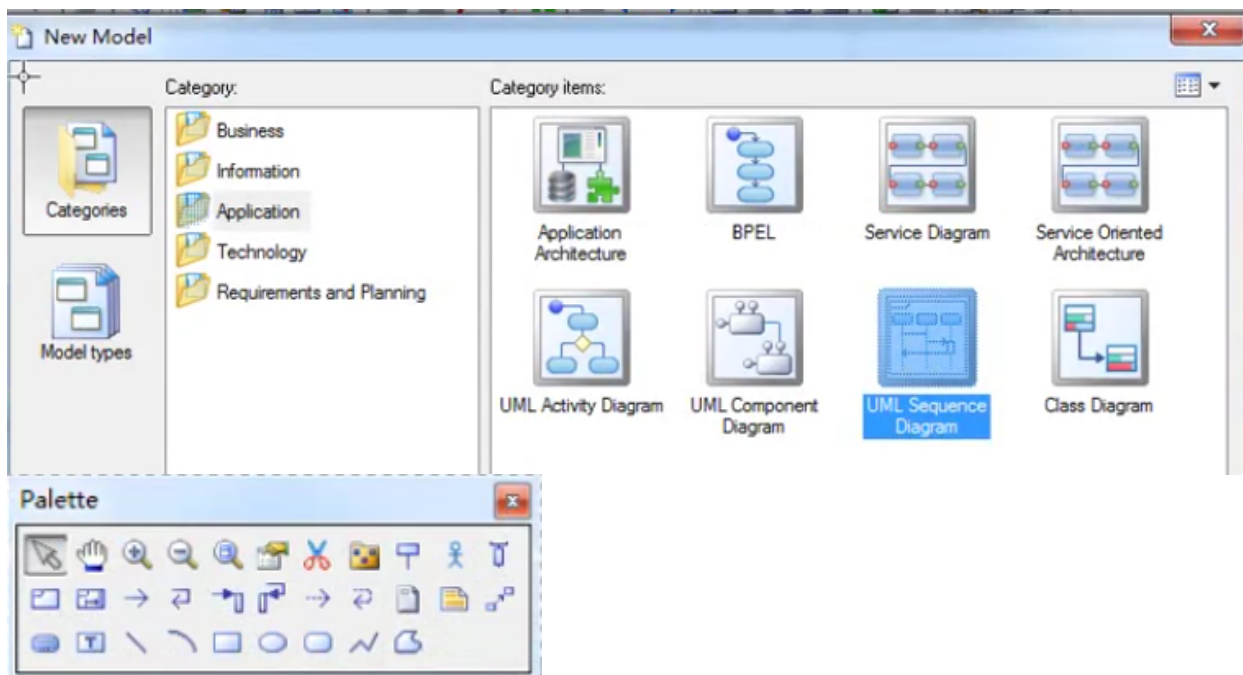 New Model
Category:
Category items:
Categories
Model types
Business
Information
Application
Technology
Requirements and Planning
Application
Architecture
BPEL
Service Diagram
Service Oriented
Architecture
UML Activity Diagram
UML Component
Diagram
UML Sequence
Diagram
Class Diagram
Palette
T